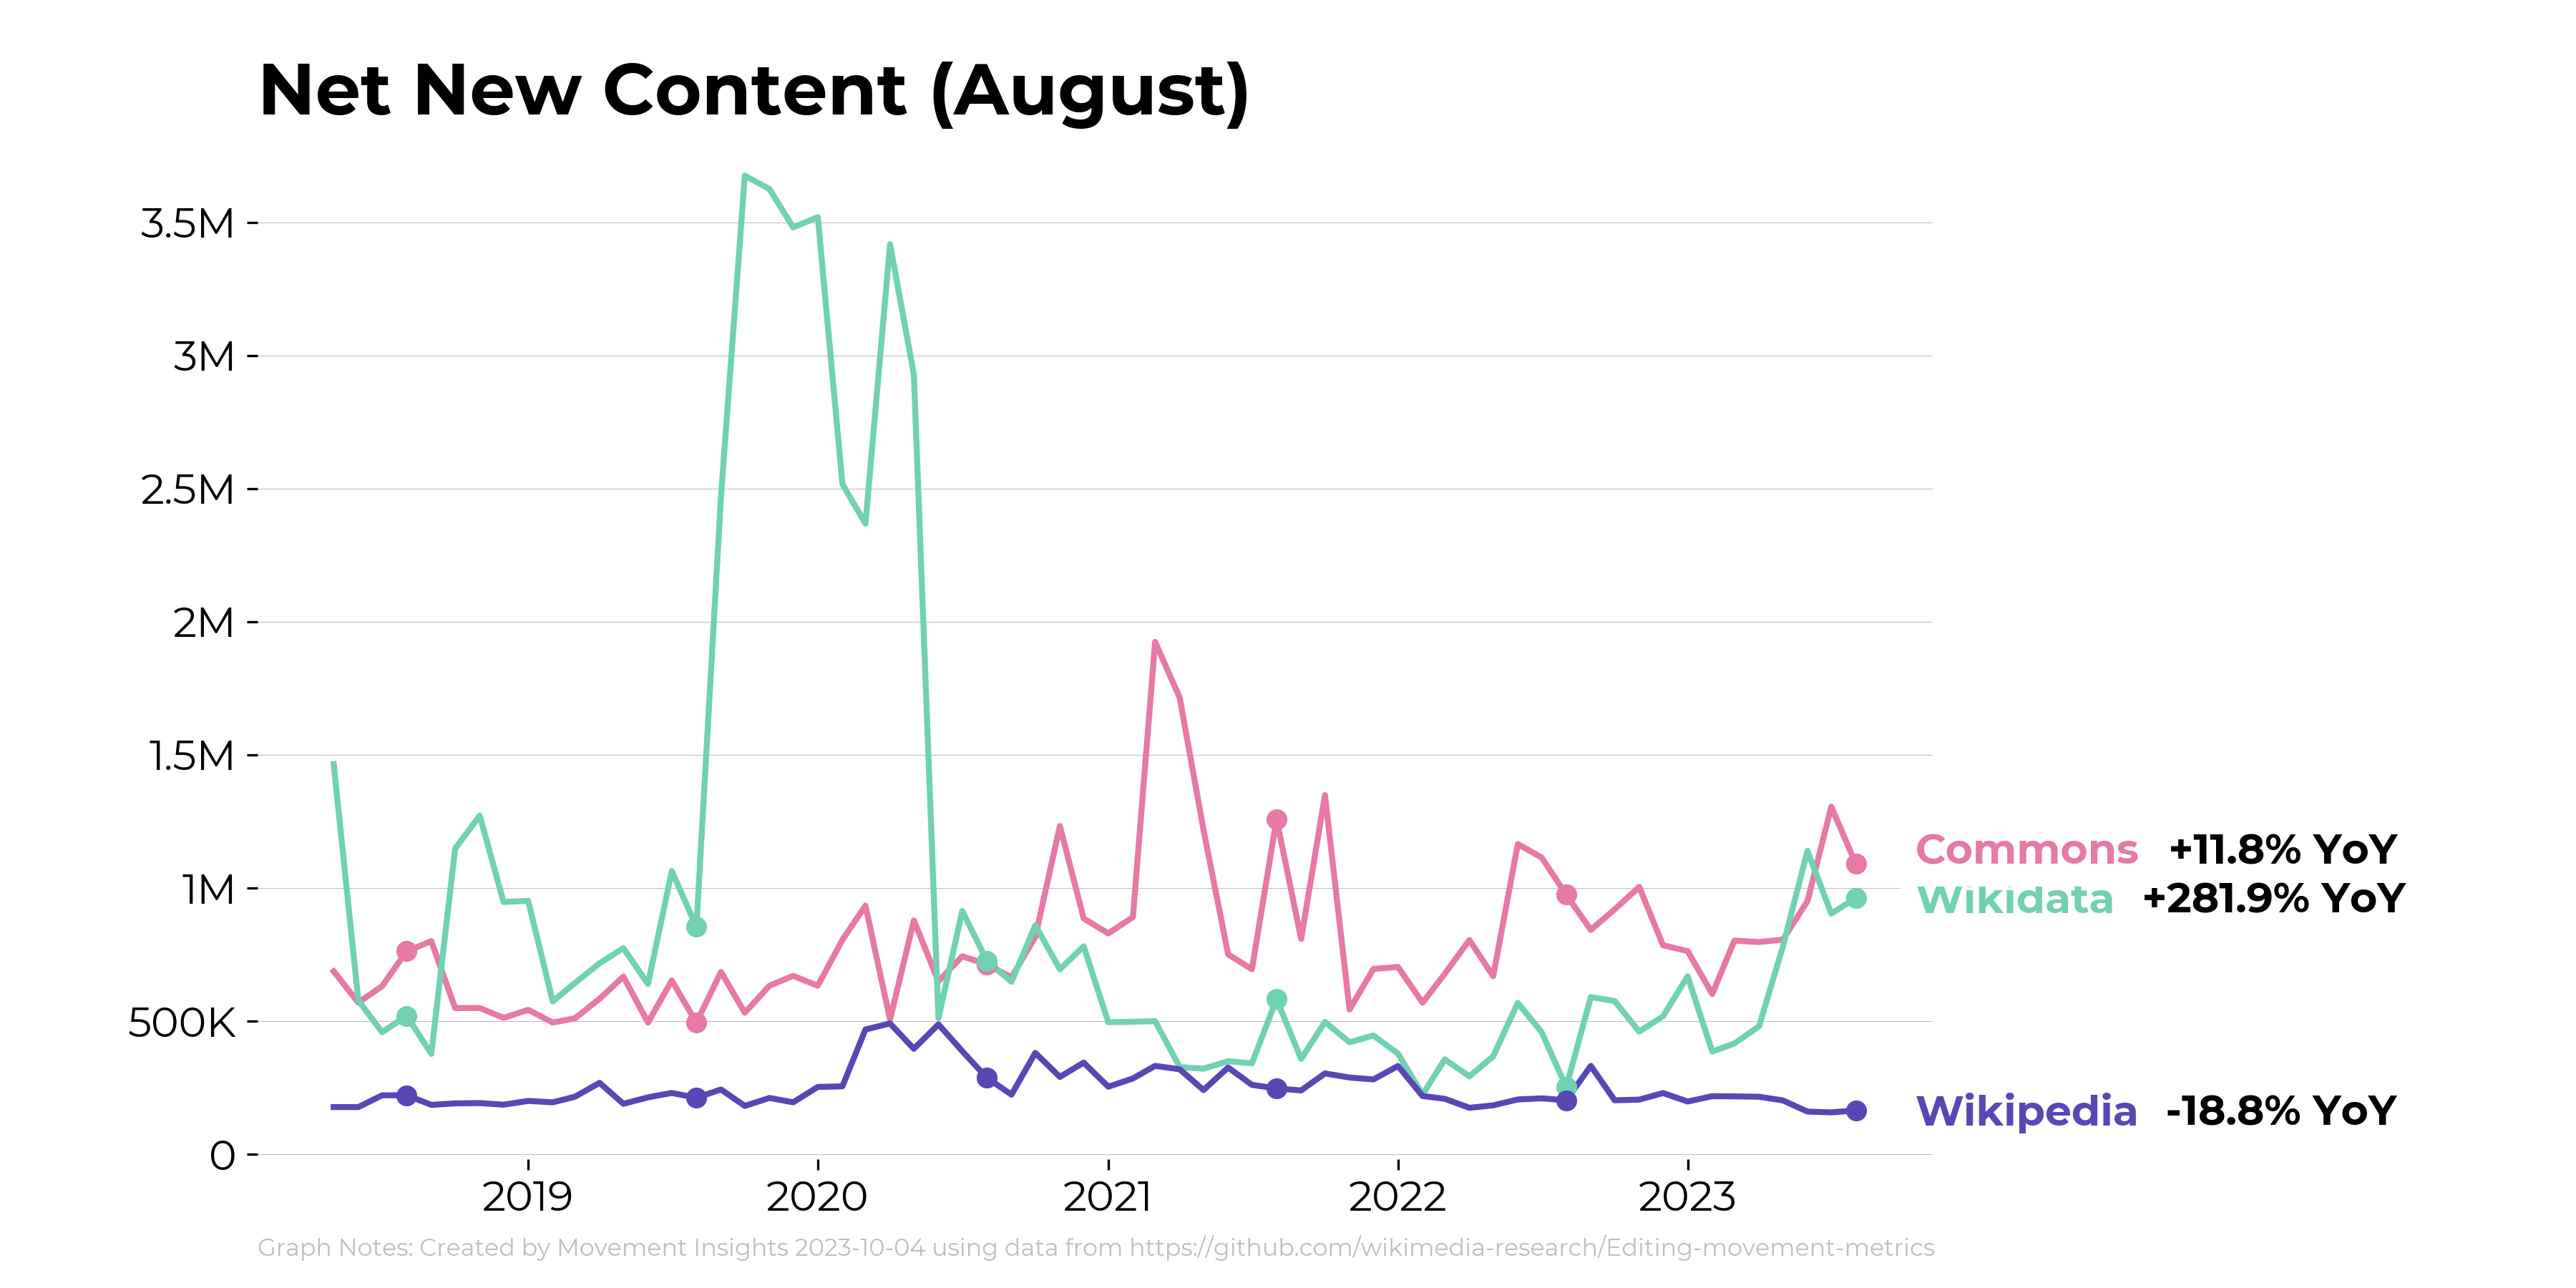 Net New Content (August)
3.5M
3M
2.5M
2M
1.5M
1M
500K
0
2019 2020 2021 2022 2023
Commons +11.8% YoY
Wikidata +281.9% YoY
Wikipedia -18.8% YoY
Graph Notes: Created by Movement Insights 2023-10-04 using data from https://github.com/wikimedia-research/Editing-movement-metrics